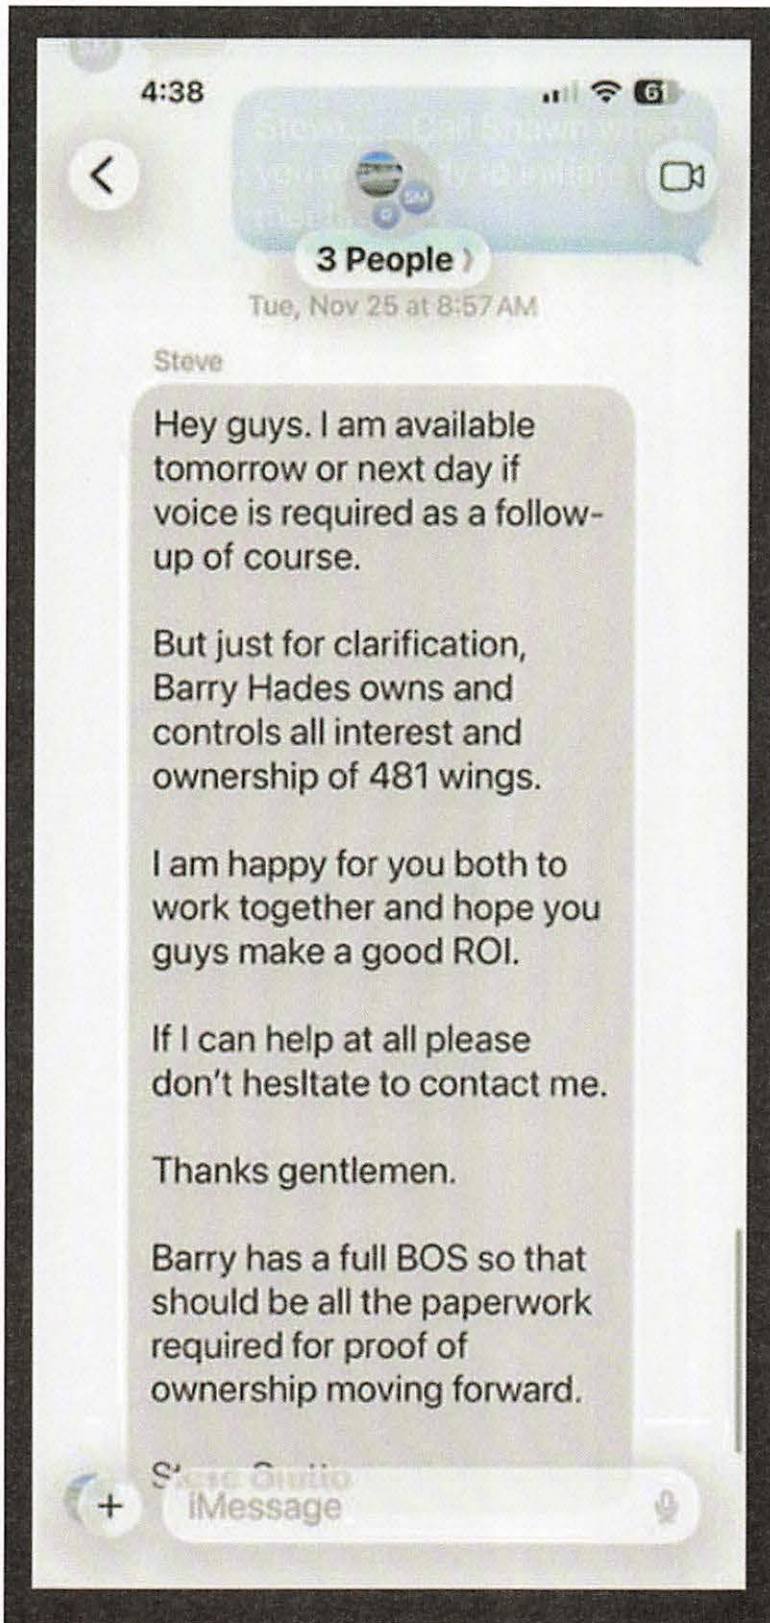 SM
4:38
6
SM
3 People >
Tue, Nov 25 at 8:57 AM
Steve
Hey guys. I am available
tomorrow or next day if
voice is required as a follow-
up of course.
But just for clarification,
Barry Hades owns and
controls all interest and
ownership of 481 wings.
I am happy for you both to
work together and hope you
guys make a good ROI.
If I can help at all please
don't hesitate to contact me.
Thanks gentlemen.
Barry has a full BOS so that
should be all the paperwork
required for proof of
ownership moving forward.
+ iMessage